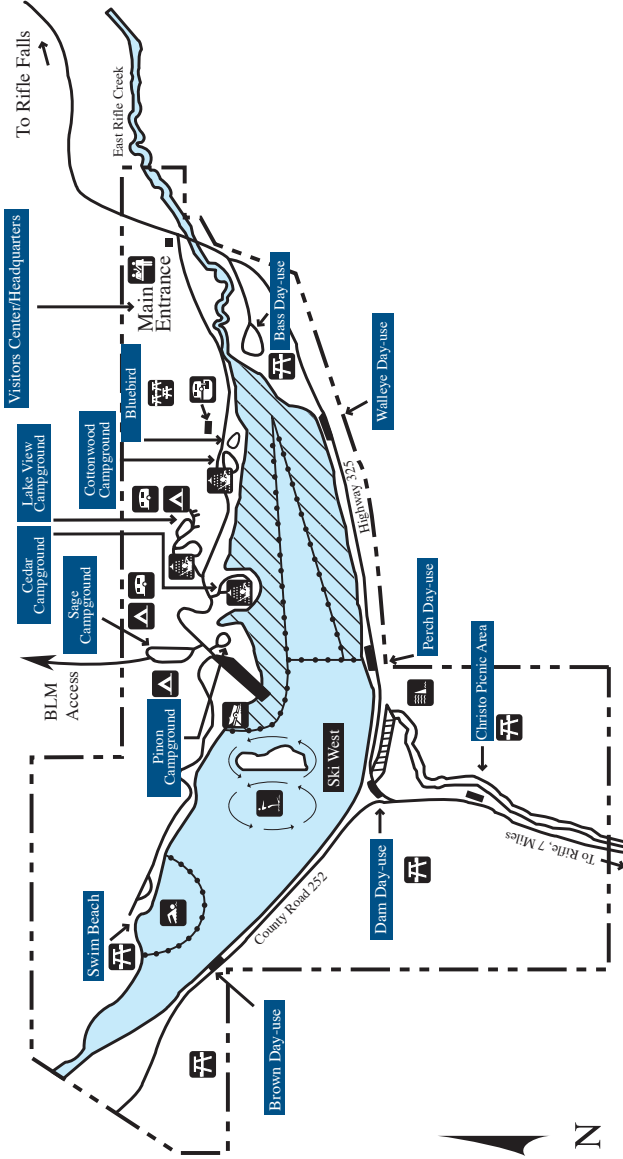 To Rifle Falls
East Rifle Creek
Visitors Center/Headquarters
Main
Entrance
Bass Day-use
Walleye Day-use
Bluebird
Cottonwood
Campground
Lake View
Campground
Cedar
Campground
Sage
Campground
BLM
Access
Pinon
Campground
Highway 325
Perch Day-use
Christo Picnic Area
Ski West
To Rifle, 7 Miles
Dam Day-use
County Road 252
Swim Beach
Brown Day-use
N